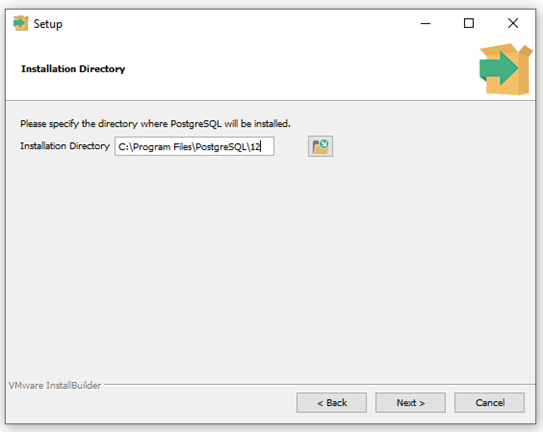 Setup
Installation Directory
Please specify the directory where PostgreSQL will be installed.
Installation Directory C:\Program Files\PostgreSQL\12
VMware InstallBuilder
< Back Next > Cancel